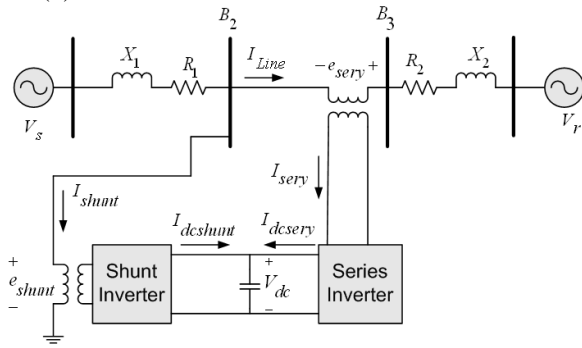 B2 B3
X1 R1 ILine −esery+ R2 X2
Vs Vr
Isery
Ishunt
Idcshunt Idcsery
+
eshunt
−
Shunt
Inverter
+
Vdc
−
Series
Inverter